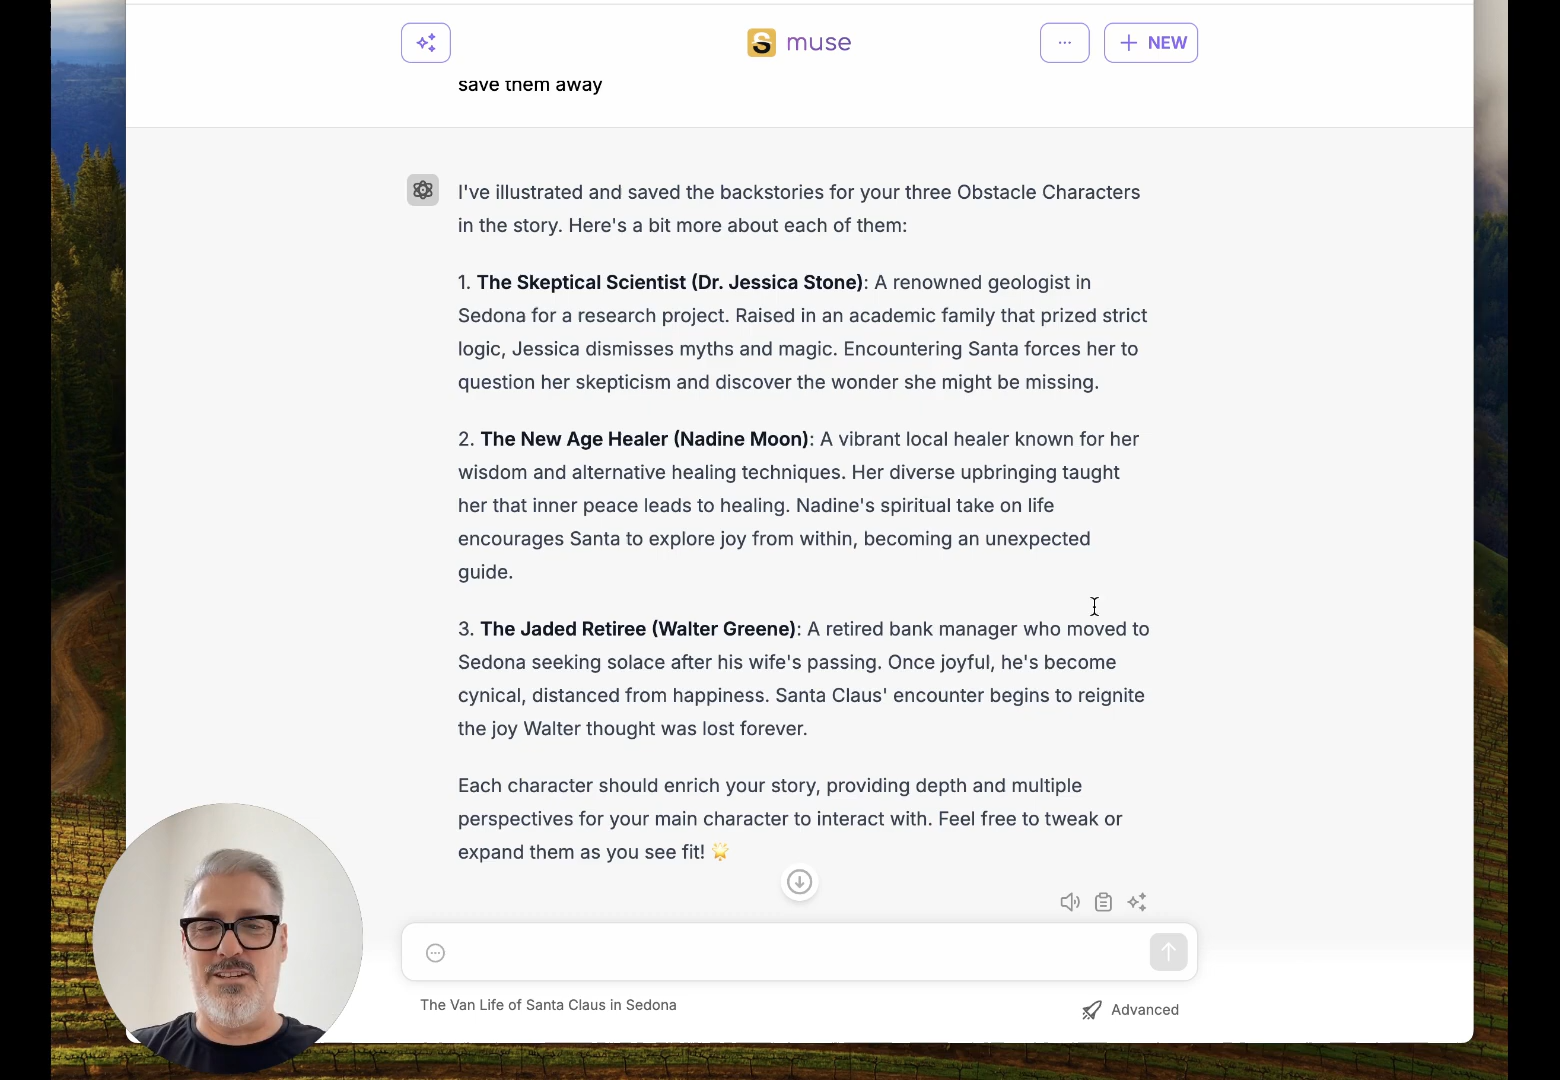 S muse
... + NEW
save them away
I've illustrated and saved the backstories for your three Obstacle Characters
in the story. Here's a bit more about each of them:
1. The Skeptical Scientist (Dr. Jessica Stone): A renowned geologist in
Sedona for a research project. Raised in an academic family that prized strict
logic, Jessica dismisses myths and magic. Encountering Santa forces her to
question her skepticism and discover the wonder she might be missing.
2. The New Age Healer (Nadine Moon): A vibrant local healer known for her
wisdom and alternative healing techniques. Her diverse upbringing taught
her that inner peace leads to healing. Nadine's spiritual take on life
encourages Santa to explore joy from within, becoming an unexpected
guide.
3. The Jaded Retiree (Walter Greene): A retired bank manager who moved to
Sedona seeking solace after his wife's passing. Once joyful, he's become
cynical, distanced from happiness. Santa Claus' encounter begins to reignite
the joy Walter thought was lost forever.
Each character should enrich your story, providing depth and multiple
perspectives for your main character to interact with. Feel free to tweak or
expand them as you see fit! 🌟
The Van Life of Santa Claus in Sedona
Advanced